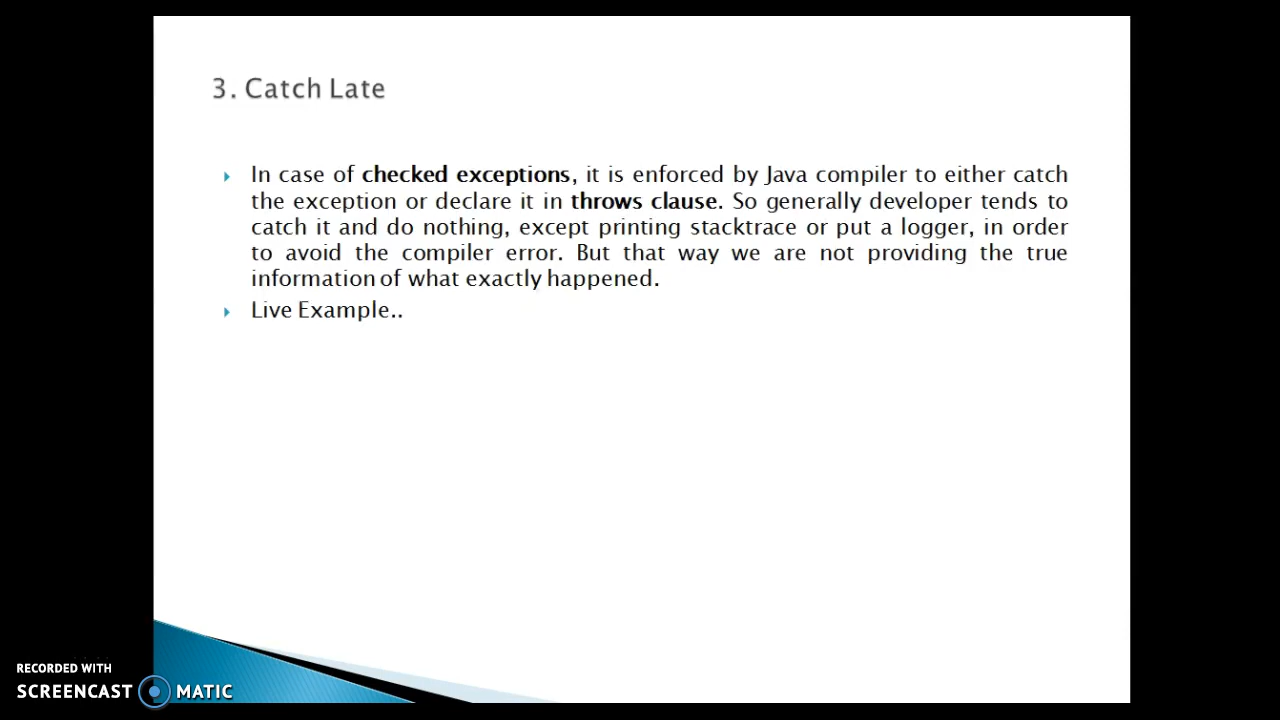 3. Catch Late
In case of checked exceptions, it is enforced by Java compiler to either catch
the exception or declare it in throws clause. So generally developer tends to
catch it and do nothing, except printing stacktrace or put a logger, in order
to avoid the compiler error. But that way we are not providing the true
information of what exactly happened.
Live Example..
RECORDED WITH
SCREENCAST MATIC